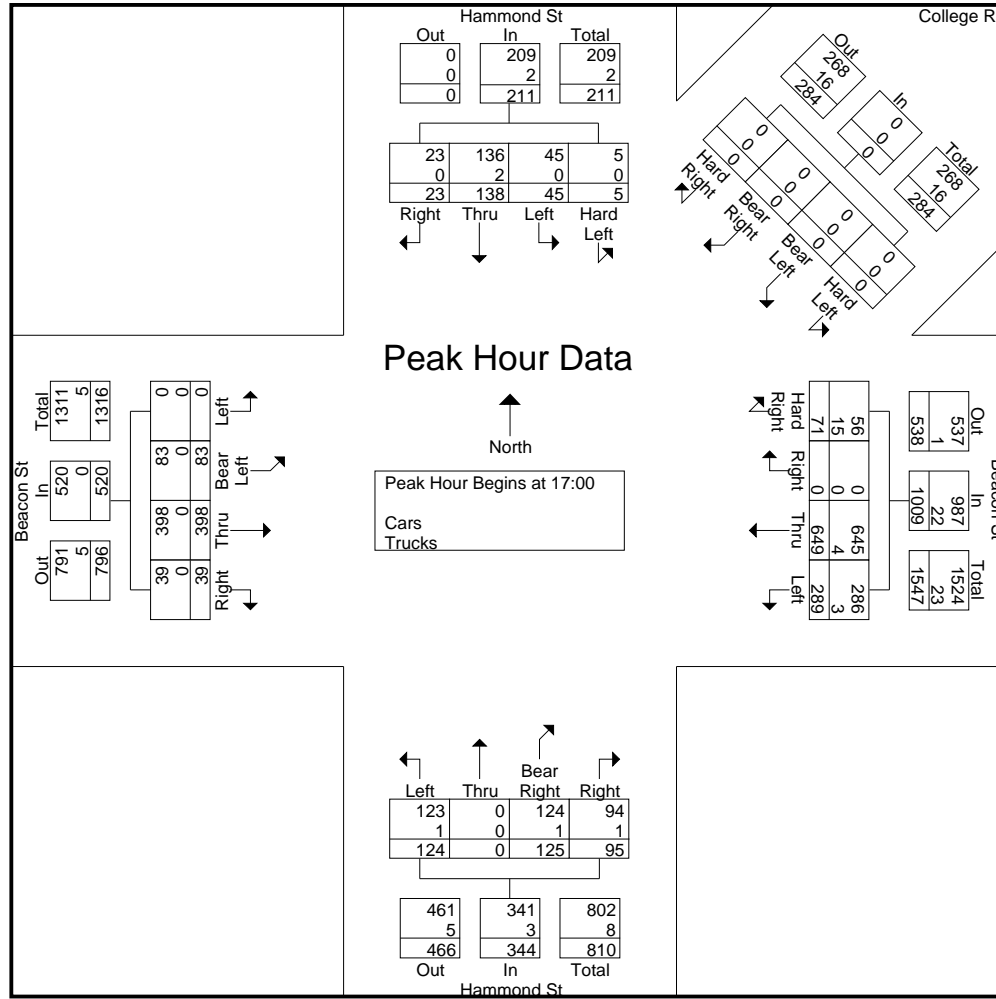 Hammond St
Out In Total
0 209 209
0 2 2
0 211 211
23 136 45 5
0 2 0 0
23 138 45 5
Right Thru Left Hard
Left
College R
Out
268
16
284
In
0
0
0
Total
268
16
284
0 0 0 0
0 0 0 0
0 0 0 0
Hard
Right
Bear
Right
Bear
Left
Hard
Left
Peak Hour Data
North
Peak Hour Begins at 17:00
Cars
Trucks
Beacon St
Total
1311
5
1316
In
520
0
520
Out
791
5
796
0 0 0
83 0 83
398 0 398
39 0 39
Left
Bear
Left
Thru
Right
Hard
Right
Right
Thru
Left
71 15 56
0 0
649 4 645
289 3 286
Out
537
1
538
In
987
22
1009
Total
1524
23
1547
Beacon St
Bear
Left Thru Right Right
123 0 124 94
1 0 1 1
124 0 125 95
461 341 802
5 3 8
466 344 810
Out In Total
Hammond St